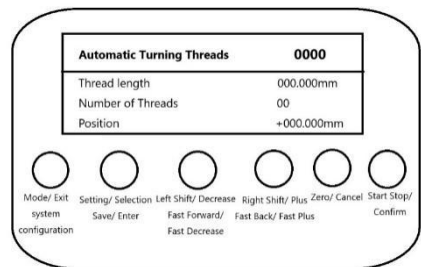 Automatic Turning Threads 0000
Thread length 000.000mm
Number of Threads 00
Position +000.000mm
Mode/ Exit
system
configuration
Setting/ Selection
Save/ Enter
Left Shift/ Decrease
Fast Forward/
Fast Decrease
Right Shift/ Plus
Fast Back/ Fast Plus
Zero/ Cancel
Start Stop/
Confirm